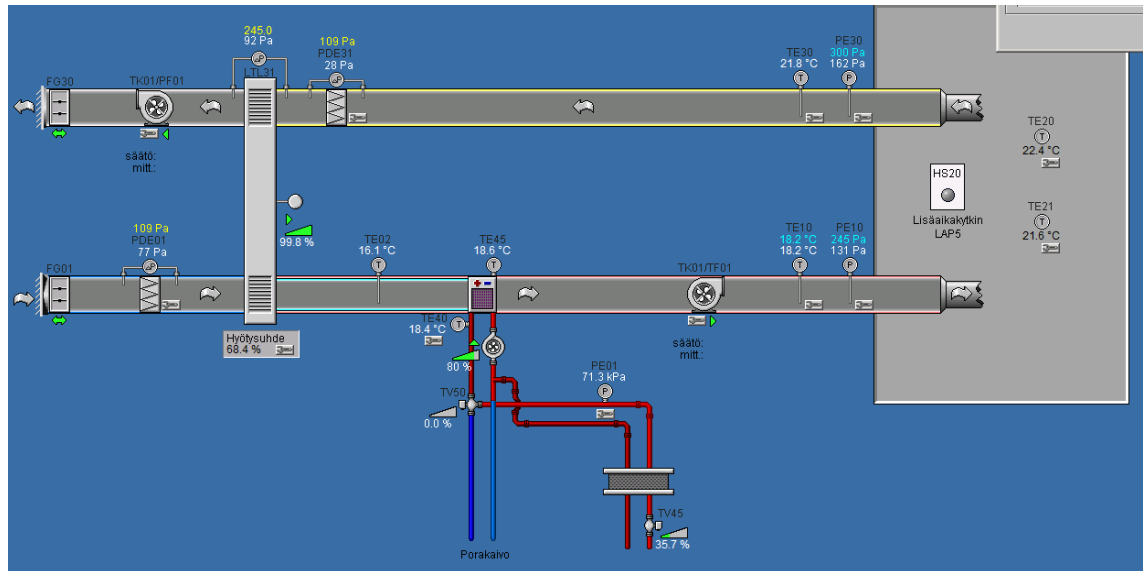 245.0
92 Pa
LTL31
109 Pa
PDE31
28 Pa
FG30
TK01/PF01
säätö:
mitt.:
TE30
21.8 °C
PE30
300 Pa
162 Pa
TE20
22.4 °C
HS20
Lisäaikakytkin
LAP5
TE21
21.6 °C
99.8 %
109 Pa
PDE01
77 Pa
FG01
TE02
16.1 °C
TE45
18.6 °C
TK01/TF01
säätö:
mitt.:
TE10
18.2 °C
18.2 °C
PE10
245 Pa
131 Pa
Hyötysuhde
68.4 %
TE40
18.4 °C
80 %
PE01
71.3 kPa
TV50
0.0 %
TV45
35.7 %
Porakaivo